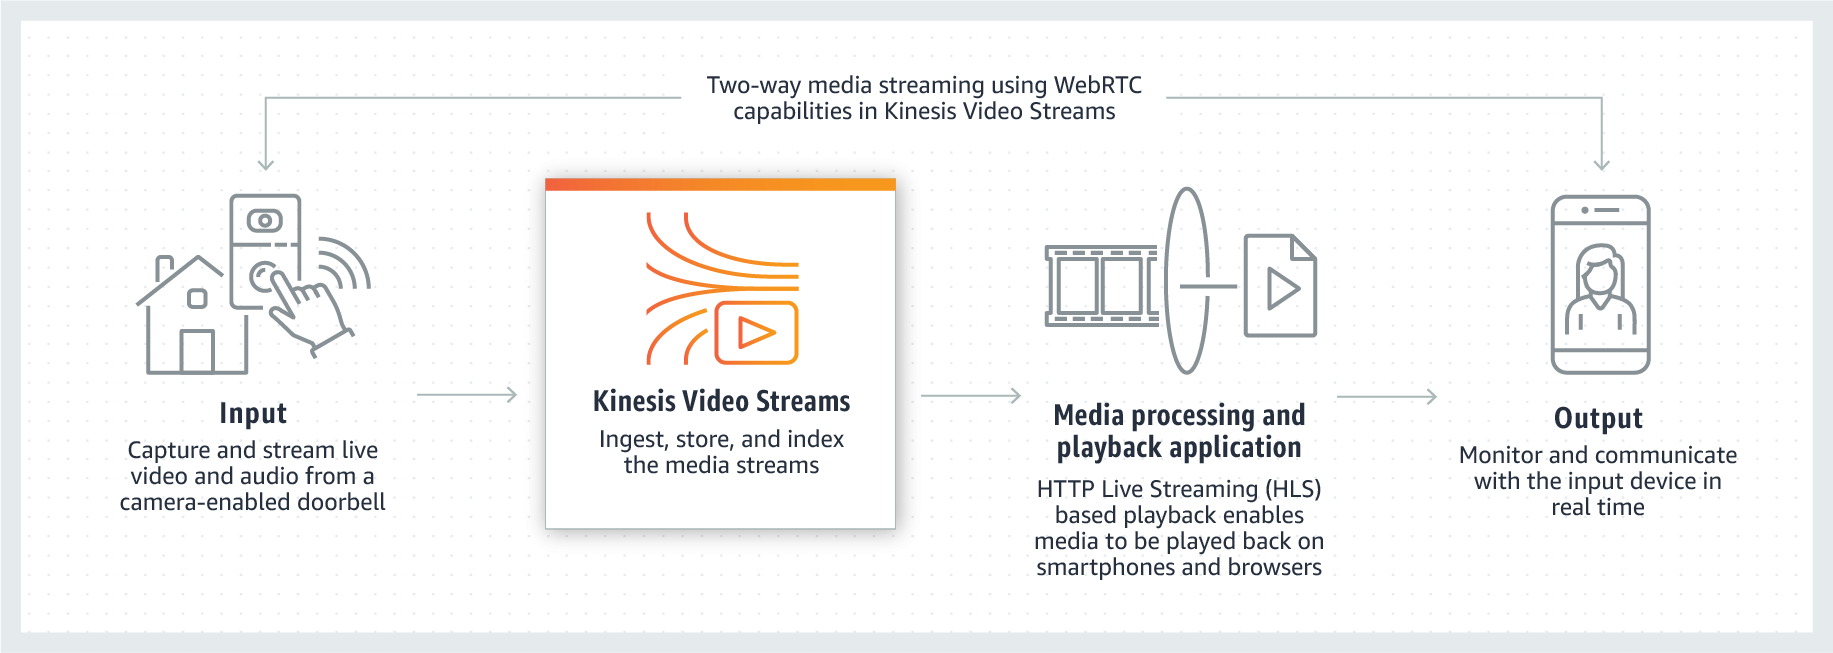 Two-way media streaming using WebRTC
capabilities in Kinesis Video Streams
Input
Capture and stream live
video and audio from a
camera-enabled doorbell
Kinesis Video Streams
Ingest, store, and index
the media streams
Media processing and
playback application
HTTP Live Streaming (HLS)
based playback enables
media to be played back on
smartphones and browsers
Output
Monitor and communicate
with the input device in
real time